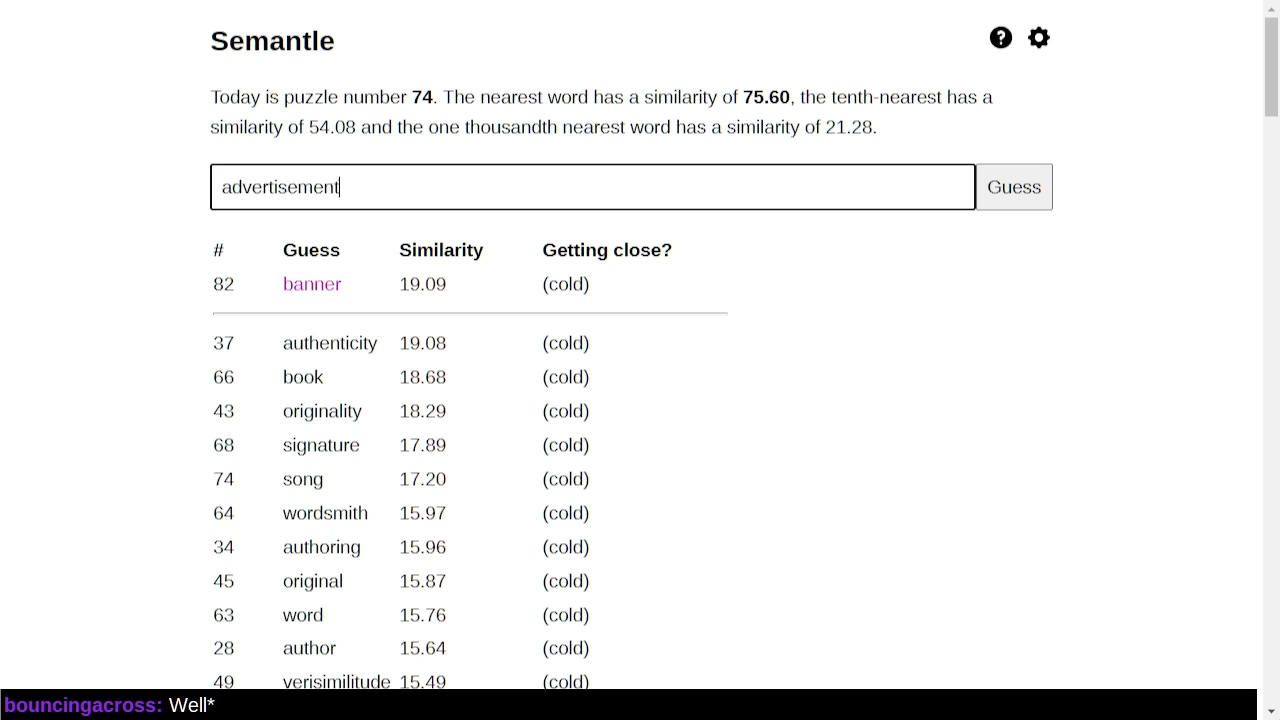 Semantle
Today is puzzle number 74. The nearest word has a similarity of 75.60, the tenth-nearest has a
similarity of 54.08 and the one thousandth nearest word has a similarity of 21.28.
advertisement Guess
# Guess Similarity Getting close?
82 banner 19.09 (cold)
37 authenticity 19.08 (cold)
66 book 18.68 (cold)
43 originality 18.29 (cold)
68 signature 17.89 (cold)
74 song 17.20 (cold)
64 wordsmith 15.97 (cold)
34 authoring 15.96 (cold)
45 original 15.87 (cold)
63 word 15.76 (cold)
28 author 15.64 (cold)
49 verisimilitude 15.49 (cold)
bouncingacross: Well*